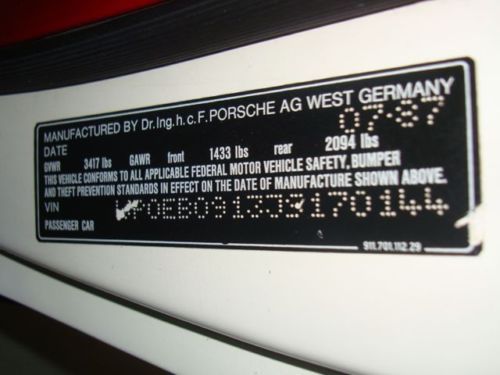 MANUFACTURED BY Dr.Ing.h.c.F.PORSCHE AG WEST GERMANY
DATE 07-87
GVWR 3417 lbs GAWR front 1433 lbs rear 2094 lbs
THIS VEHICLE CONFORMS TO ALL APPLICABLE FEDERAL MOTOR VEHICLE SAFETY, BUMPER
AND THEFT PREVENTION STANDARDS IN EFFECT ON THE DATE OF MANUFACTURE SHOWN ABOVE.
VIN WP0EB0913JS170144
PASSENGER CAR
911.701.112 29